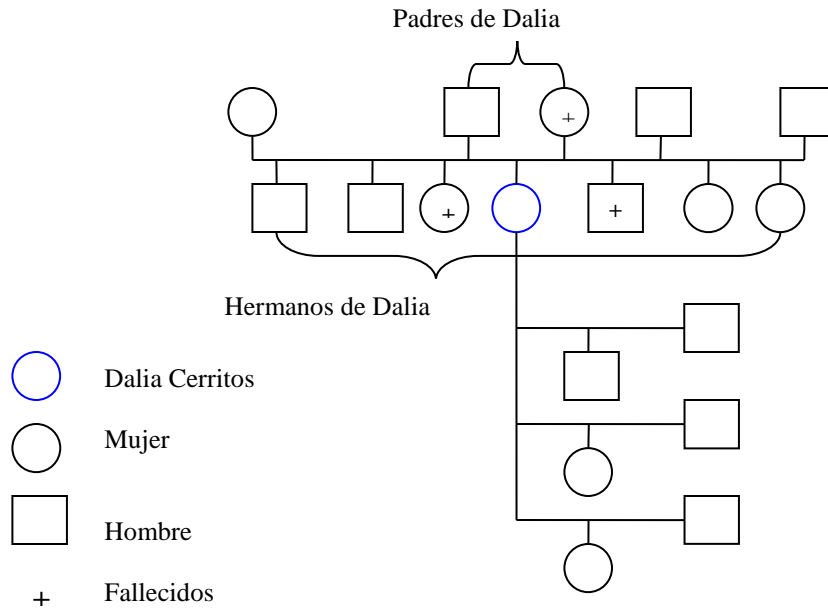 Padres de Dalia
+
+
+
Hermanos de Dalia
Dalia Cerritos
Mujer
Hombre
+
Fallecidos